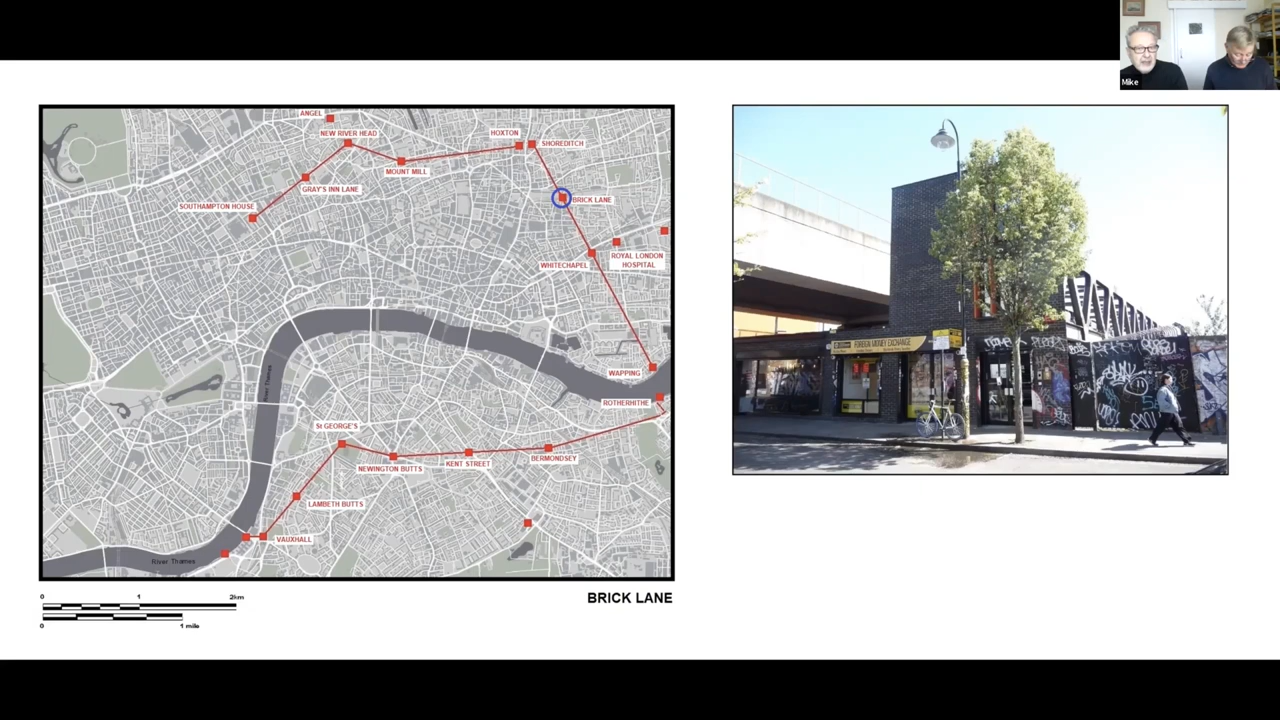 Mike
ANGEL
NEW RIVER HEAD
HOXTON
SHOREDITCH
MOUNT MILL
GRAY'S INN LANE
SOUTHAMPTON HOUSE
BRICK LANE
WHITECHAPEL
ROYAL LONDON
HOSPITAL
WAPPING
ROTHERHITHE
River Thames
St GEORGE'S
NEWINGTON BUTTS
KENT STREET
BERMONDSEY
LAMBETH BUTTS
VAUXHALL
River Thames
0 1 2km
0 1 mile
BRICK LANE
FOREIGN MONEY EXCHANGE